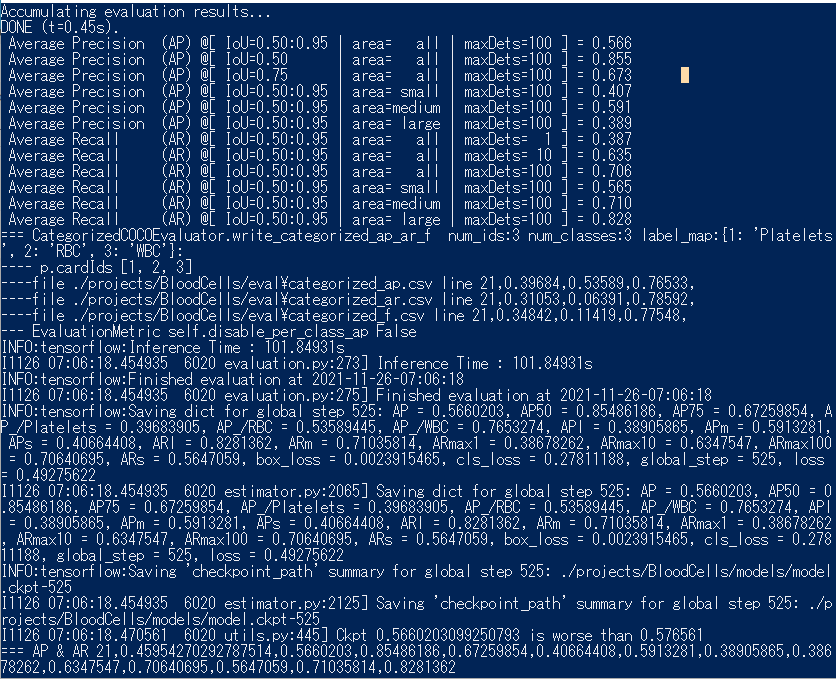 Accumulating evaluation results...
DONE (t=0.45s).
 Average Precision  (AP) @[ IoU=0.50:0.95 | area=   all | maxDets=100 ] = 0.566
 Average Precision  (AP) @[ IoU=0.50      | area=   all | maxDets=100 ] = 0.855
 Average Precision  (AP) @[ IoU=0.75      | area=   all | maxDets=100 ] = 0.673
 Average Precision  (AP) @[ IoU=0.50:0.95 | area= small | maxDets=100 ] = 0.407
 Average Precision  (AP) @[ IoU=0.50:0.95 | area=medium | maxDets=100 ] = 0.591
 Average Precision  (AP) @[ IoU=0.50:0.95 | area= large | maxDets=100 ] = 0.389
 Average Recall     (AR) @[ IoU=0.50:0.95 | area=   all | maxDets=  1 ] = 0.387
 Average Recall     (AR) @[ IoU=0.50:0.95 | area=   all | maxDets= 10 ] = 0.635
 Average Recall     (AR) @[ IoU=0.50:0.95 | area=   all | maxDets=100 ] = 0.706
 Average Recall     (AR) @[ IoU=0.50:0.95 | area= small | maxDets=100 ] = 0.565
 Average Recall     (AR) @[ IoU=0.50:0.95 | area=medium | maxDets=100 ] = 0.710
 Average Recall     (AR) @[ IoU=0.50:0.95 | area= large | maxDets=100 ] = 0.828
=== CategorizedCOCOEvaluator.write_categorized_ap_ar_f  num_ids:3 num_classes:3 label_map:{1: 'Platelets
', 2: 'RBC', 3: 'WBC'}:
---- p.cardIds [1, 2, 3]
----file ./projects/BloodCells/eval¥categorized_ap.csv line 21,0.39684,0.53589,0.76533,
----file ./projects/BloodCells/eval¥categorized_ar.csv line 21,0.31053,0.06391,0.78592,
----file ./projects/BloodCells/eval¥categorized_f.csv line 21,0.34842,0.11419,0.77548,
--- EvaluationMetric self.disable_per_class_ap False
INFO:tensorflow:Inference Time : 101.84931s
I1126 07:06:18.454935  6020 evaluation.py:273] Inference Time : 101.84931s
INFO:tensorflow:Finished evaluation at 2021-11-26-07:06:18
I1126 07:06:18.454935  6020 evaluation.py:275] Finished evaluation at 2021-11-26-07:06:18
INFO:tensorflow:Saving dict for global step 525: AP = 0.5660203, AP50 = 0.85486186, AP75 = 0.67259854, A
P_/Platelets = 0.39683905, AP_/RBC = 0.53589445, AP_/WBC = 0.7653274, APl = 0.38905865, APm = 0.5913281,
 APs = 0.40664408, ARl = 0.8281362, ARm = 0.71035814, ARmax1 = 0.38678262, ARmax10 = 0.6347547, ARmax100
 = 0.70640695, ARs = 0.5647059, box_loss = 0.0023915465, cls_loss = 0.27811188, global_step = 525, loss
= 0.49275622
I1126 07:06:18.454935  6020 estimator.py:2065] Saving dict for global step 525: AP = 0.5660203, AP50 = 0
.85486186, AP75 = 0.67259854, AP_/Platelets = 0.39683905, AP_/RBC = 0.53589445, AP_/WBC = 0.7653274, APl
 = 0.38905865, APm = 0.5913281, APs = 0.40664408, ARl = 0.8281362, ARm = 0.71035814, ARmax1 = 0.38678262
, ARmax10 = 0.6347547, ARmax100 = 0.70640695, ARs = 0.5647059, box_loss = 0.0023915465, cls_loss = 0.278
11188, global_step = 525, loss = 0.49275622
INFO:tensorflow:Saving 'checkpoint_path' summary for global step 525: ./projects/BloodCells/models/model
.ckpt-525
I1126 07:06:18.454935  6020 estimator.py:2125] Saving 'checkpoint_path' summary for global step 525: ./p
rojects/BloodCells/models/model.ckpt-525
I1126 07:06:18.470561  6020 utils.py:445] Ckpt 0.5660203099250793 is worse than 0.576561
=== AP & AR 21,0.45954270292787514,0.5660203,0.85486186,0.67259854,0.40664408,0.5913281,0.38905865,0.386
78262,0.6347547,0.70640695,0.5647059,0.71035814,0.8281362